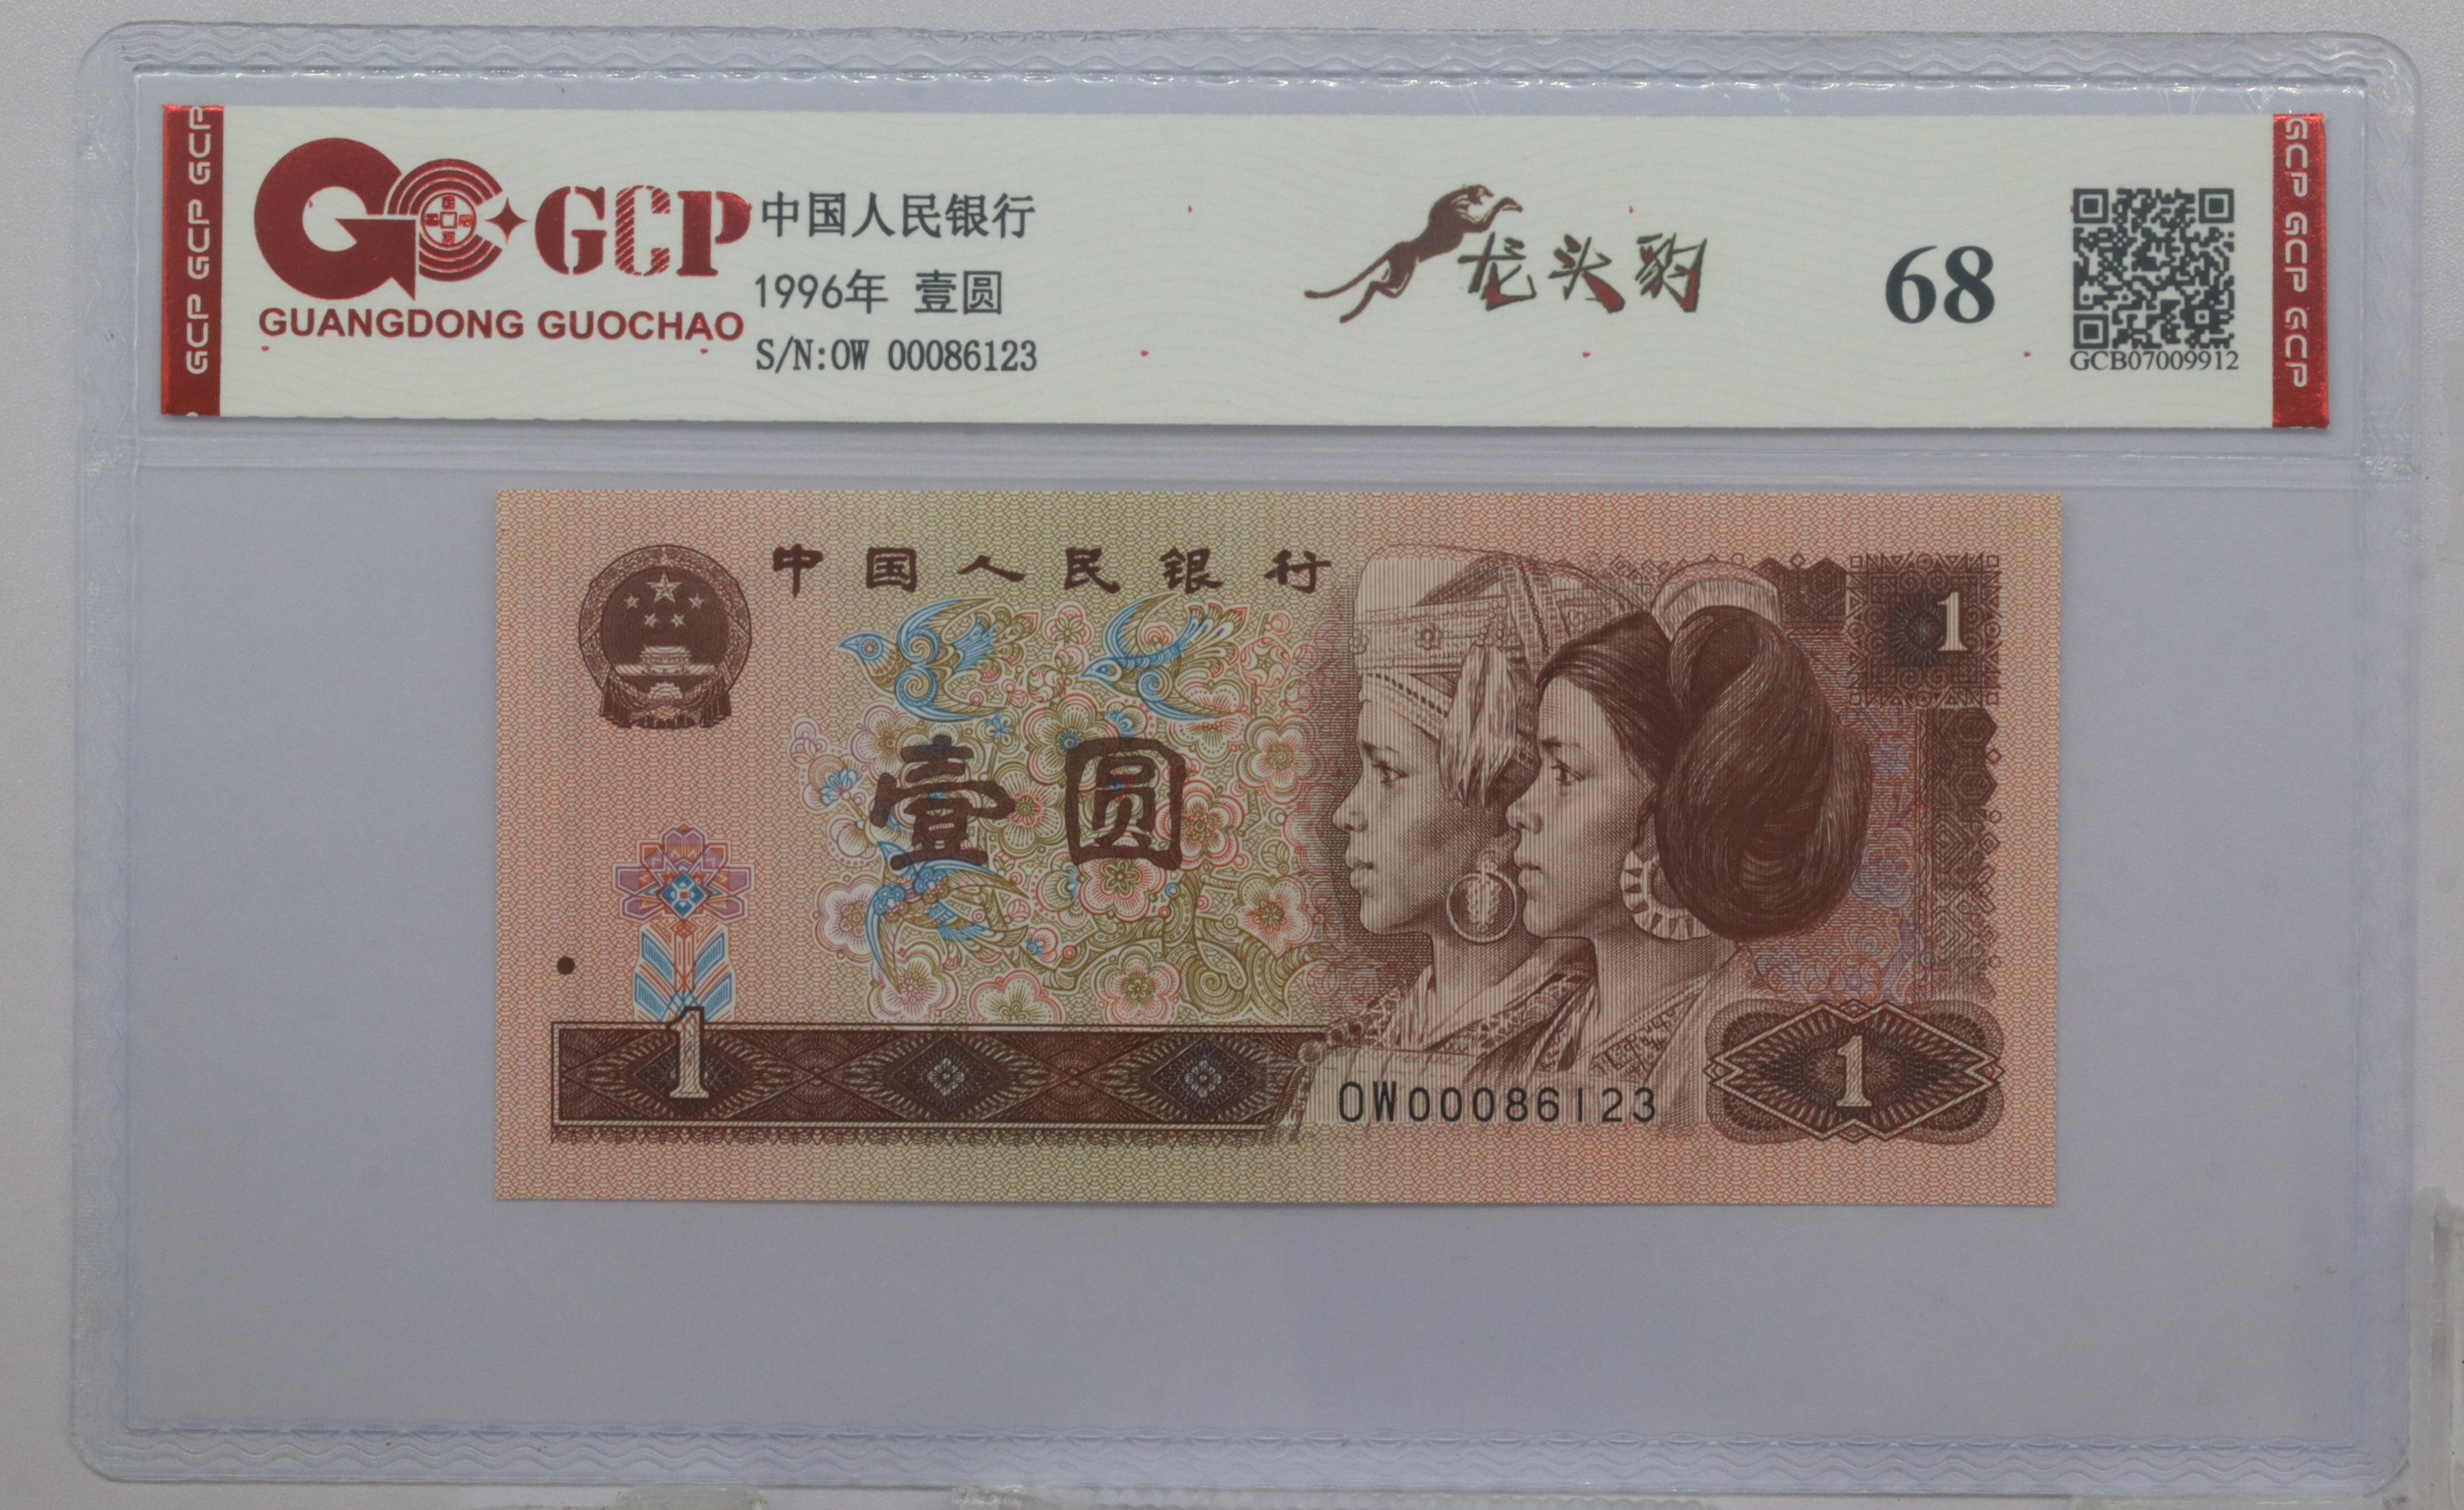 GCP GCP GCP
GCP
GUANGDONG GUOCHAO
中国人民银行
1996年 壹圆
S/N:OW 00086123
龙头豹
68
GCB07009912
GCP GCP GCP
中国人民银行
1
壹圆
1
OW00086123
1